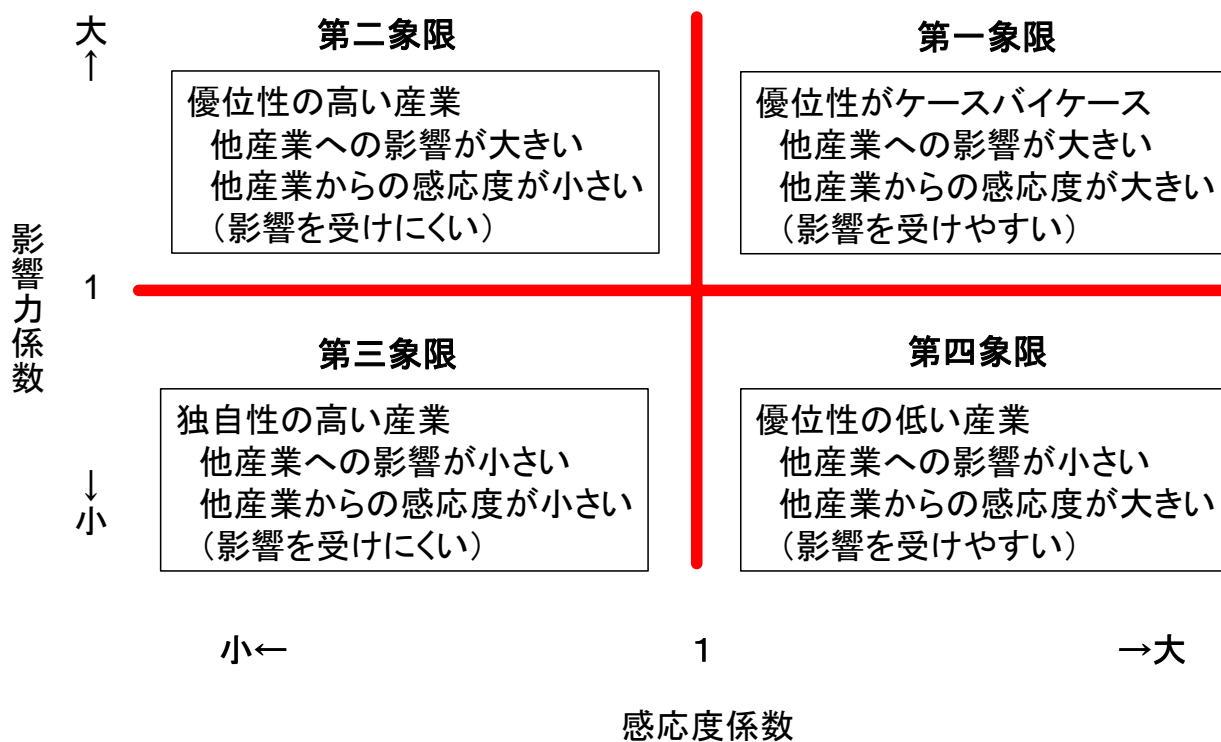 大
↑
第二象限
第一象限
優位性の高い産業
他産業への影響が大きい
他産業からの感応度が小さい
（影響を受けにくい）
優位性がケースバイケース
他産業への影響が大きい
他産業からの感応度が大きい
（影響を受けやすい）
影響力係数
1
第三象限
第四象限
独自性の高い産業
他産業への影響が小さい
他産業からの感応度が小さい
（影響を受けにくい）
優位性の低い産業
他産業への影響が小さい
他産業からの感応度が大きい
（影響を受けやすい）
↓
小
小←
1
→大
感応度係数